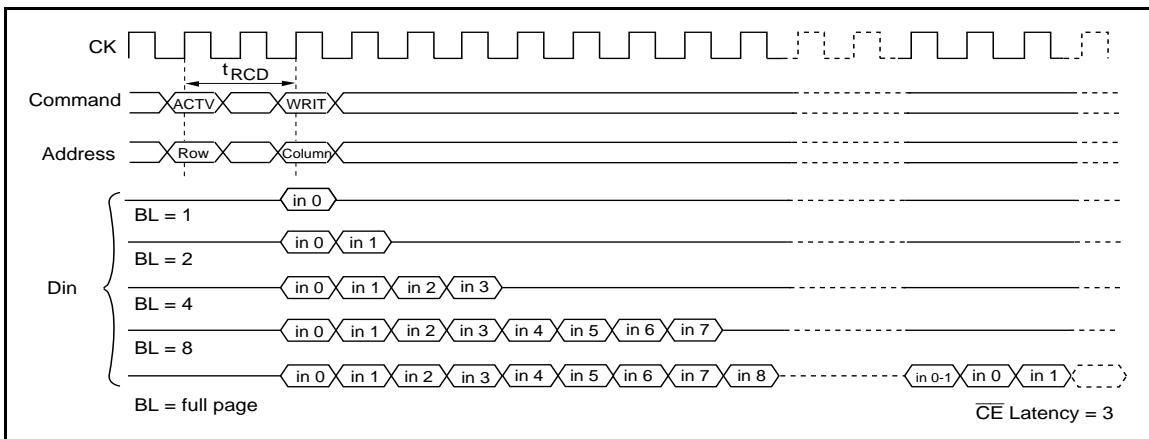 CK
tRCD
Command ACTV WRIT
Address Row Column
Din
in 0
BL = 1
in 0 in 1
BL = 2
in 0 in 1 in 2 in 3
BL = 4
in 0 in 1 in 2 in 3 in 4 in 5 in 6 in 7
BL = 8
in 0 in 1 in 2 in 3 in 4 in 5 in 6 in 7 in 8 in 0-1 in 0 in 1
BL = full page
CE Latency = 3